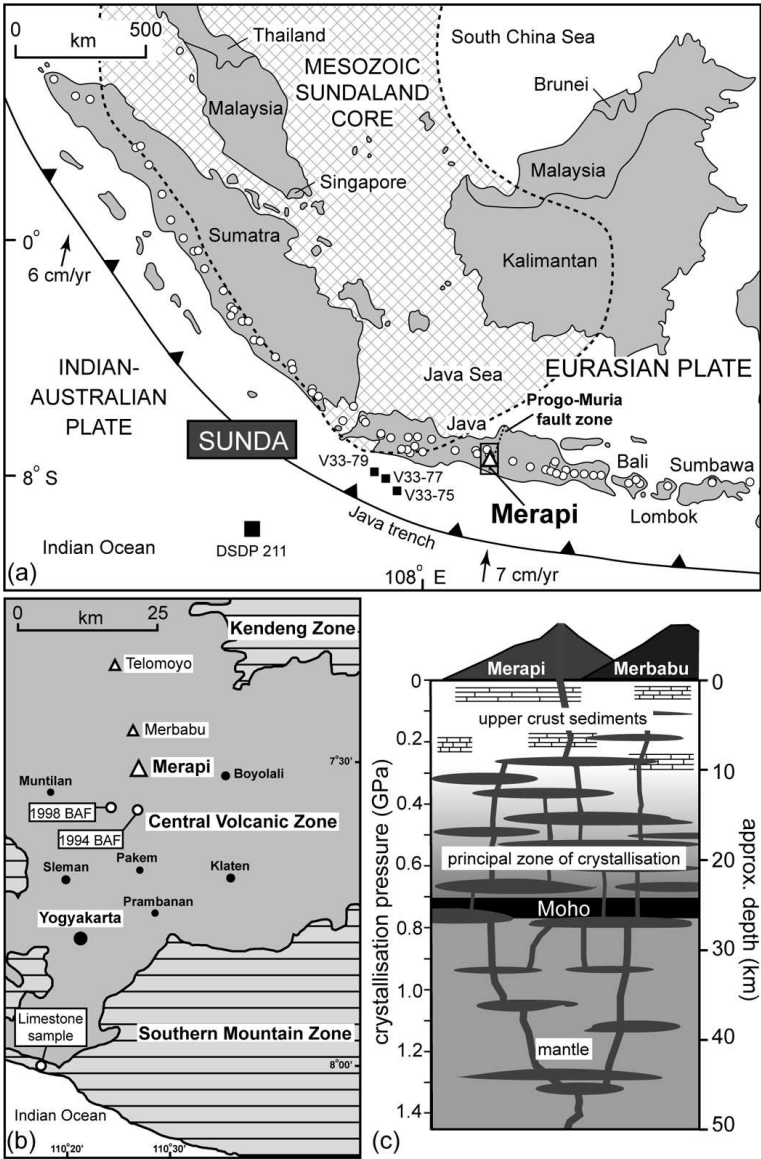 0 500
km
Thailand
South China Sea
MESOZOIC
SUNDALAND
CORE
Brunei
Malaysia
Malaysia
Singapore
Sumatra
0°
6 cm/yr
Kalimantan
INDIAN-
AUSTRALIAN
PLATE
Java Sea
EURASIAN PLATE
Progo-Muria
fault zone
SUNDA
Java
Bali
Sumbawa
V33-79
V33-77
V33-75
8° S
Merapi
Lombok
Java trench
Indian Ocean
DSDP 211
(a)
108° E
7 cm/yr
0 25
km
Kendeng Zone
Telomoyo
Merbabu
Merapi
7°30'
Muntilan
Boyolali
1998 BAF
1994 BAF
Central Volcanic Zone
Sleman
Pakem
Klaten
Prambanan
Yogyakarta
Limestone
sample
Southern Mountain Zone
8°00'
Indian Ocean
(b)
110°20'
110°30'
Merapi
Merbabu
0
0.2
0.4
0.6
0.8
1.0
1.2
1.4
crystallisation pressure (GPa)
upper crust sediments
principal zone of crystallisation
Moho
mantle
0
10
20
30
40
50
approx. depth (km)
(c)